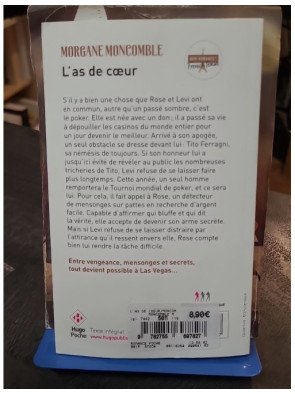 MORGANE MONCOMBLE
L'as de cœur
S'il y a bien une chose que Rose et Levi ont
en commun, autre qu'un passé sombre, c'est
le poker. Elle est née avec un don ; il a passé sa vie
à dépouiller les casinos du monde entier pour
un jour devenir le meilleur. Arrivé à son apogée,
un seul obstacle se dresse devant lui : Tito Ferragni,
sa némésis de toujours. Si son honneur lui a
jusqu'ici évité de révéler au public les nombreuses
tricheries de Tito, Levi refuse de se laisser faire
plus longtemps. Cette année, un seul homme
remportera le Tournoi mondial de poker, et ce sera
lui. Pour cela, il fait appel à Rose, un détecteur
de mensonges sur pattes en recherche d'argent facile.
Capable d'affirmer qui bluffe et qui dit
la vérité, elle accepte de devenir son arme secrète.
Mais si Levi refuse de se laisser distraire par
l'attirance qu'il ressent envers elle, Rose compte
bien lui rendre la tâche difficile.
Entre vengeance, mensonges et secrets,
tout devient possible à Las Vegas...
8,90€
Hugo
Poche
Texte intégral
www.hugopublis
9 782755 697827